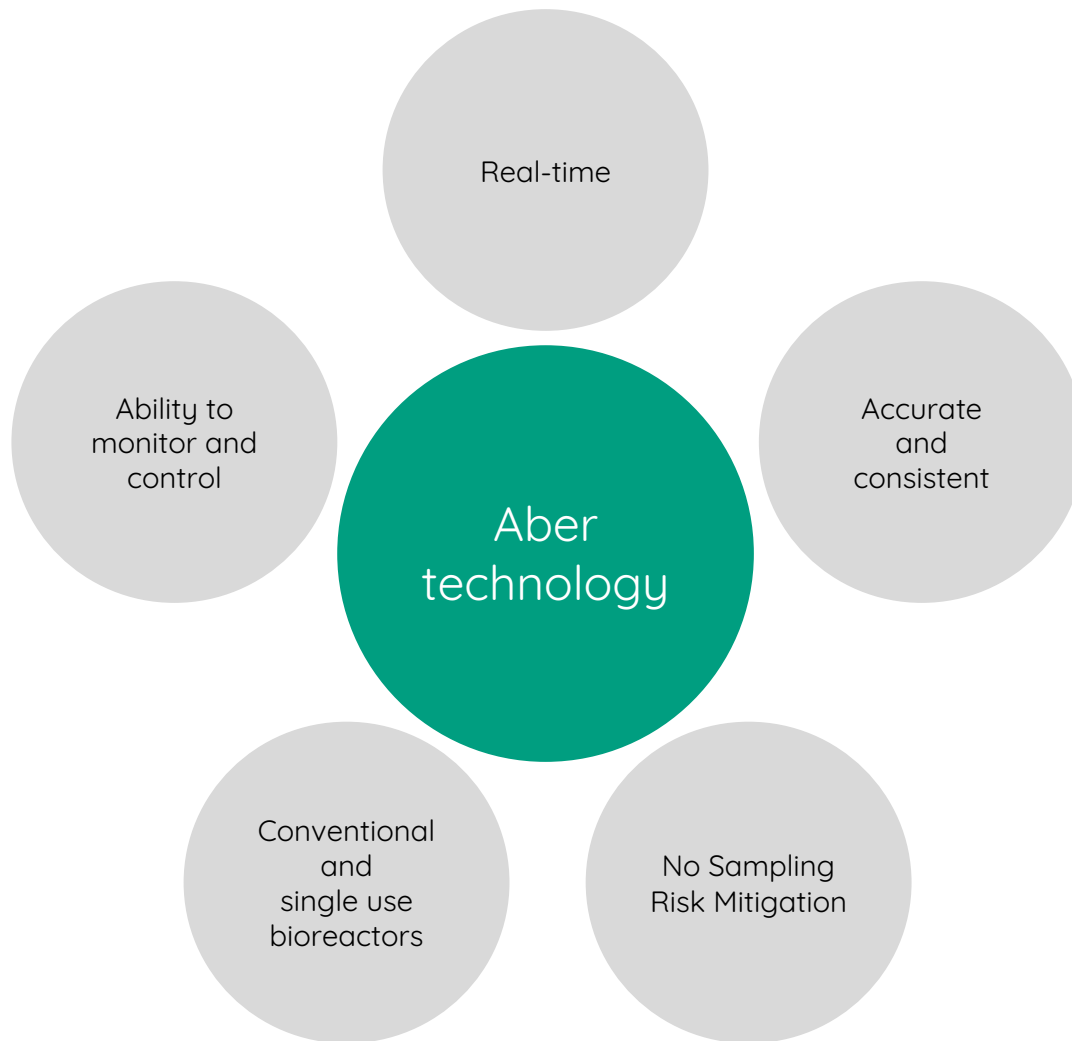 Real-time
Ability to
monitor and
control
Accurate
and
consistent
Aber
technology
Conventional
and
single use
bioreactors
No Sampling
Risk Mitigation